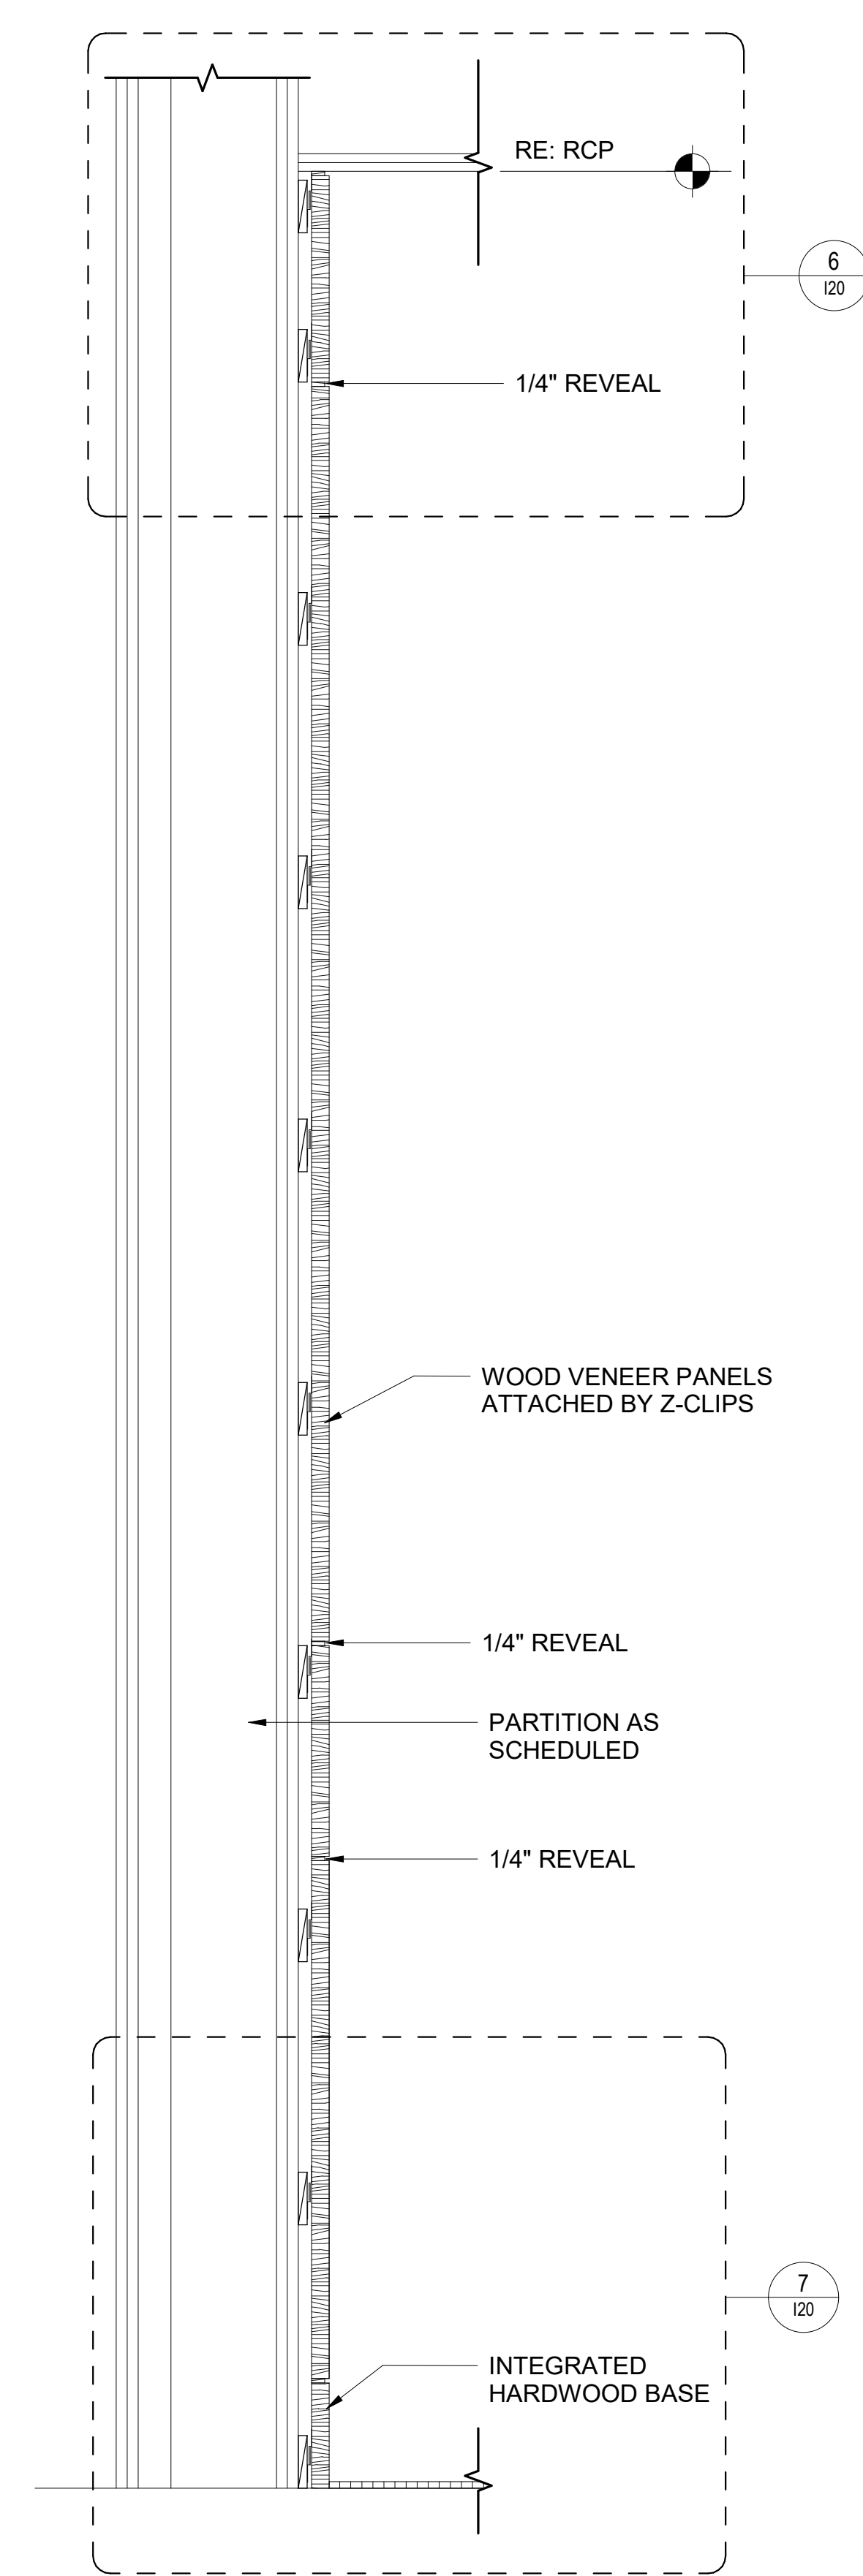 RE: RCP
6
I20
1/4" REVEAL
WOOD VENEER PANELS
ATTACHED BY Z-CLIPS
1/4" REVEAL
PARTITION AS
SCHEDULED
1/4" REVEAL
7
I20
INTEGRATED
HARDWOOD BASE